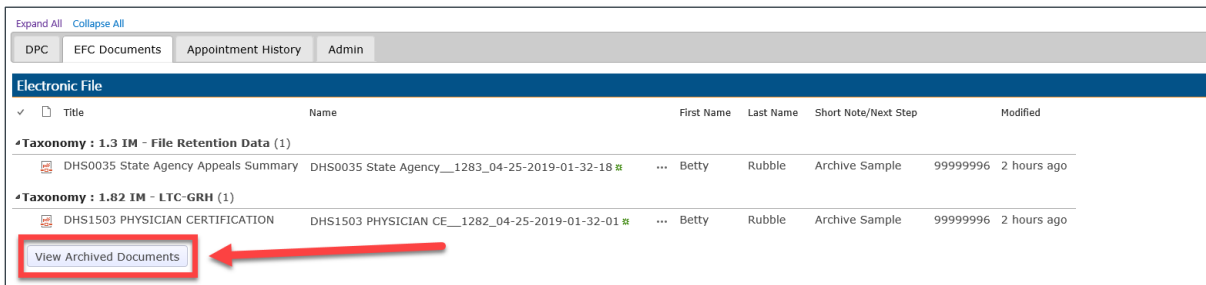 Expand All Collapse All
DPC EFC Documents Appointment History Admin
Electronic File
Title Name First Name Last Name Short Note/Next Step Modified
Taxonomy : 1.3 IM - File Retention Data (1)
DHS0035 State Agency Appeals Summary DHS0035 State Agency__1283_04-25-2019-01-32-18 ... Betty Rubble Archive Sample 99999996 2 hours ago
Taxonomy : 1.82 IM - LTC-GRH (1)
DHS1503 PHYSICIAN CERTIFICATION DHS1503 PHYSICIAN CE__1282_04-25-2019-01-32-01 ... Betty Rubble Archive Sample 99999996 2 hours ago
View Archived Documents